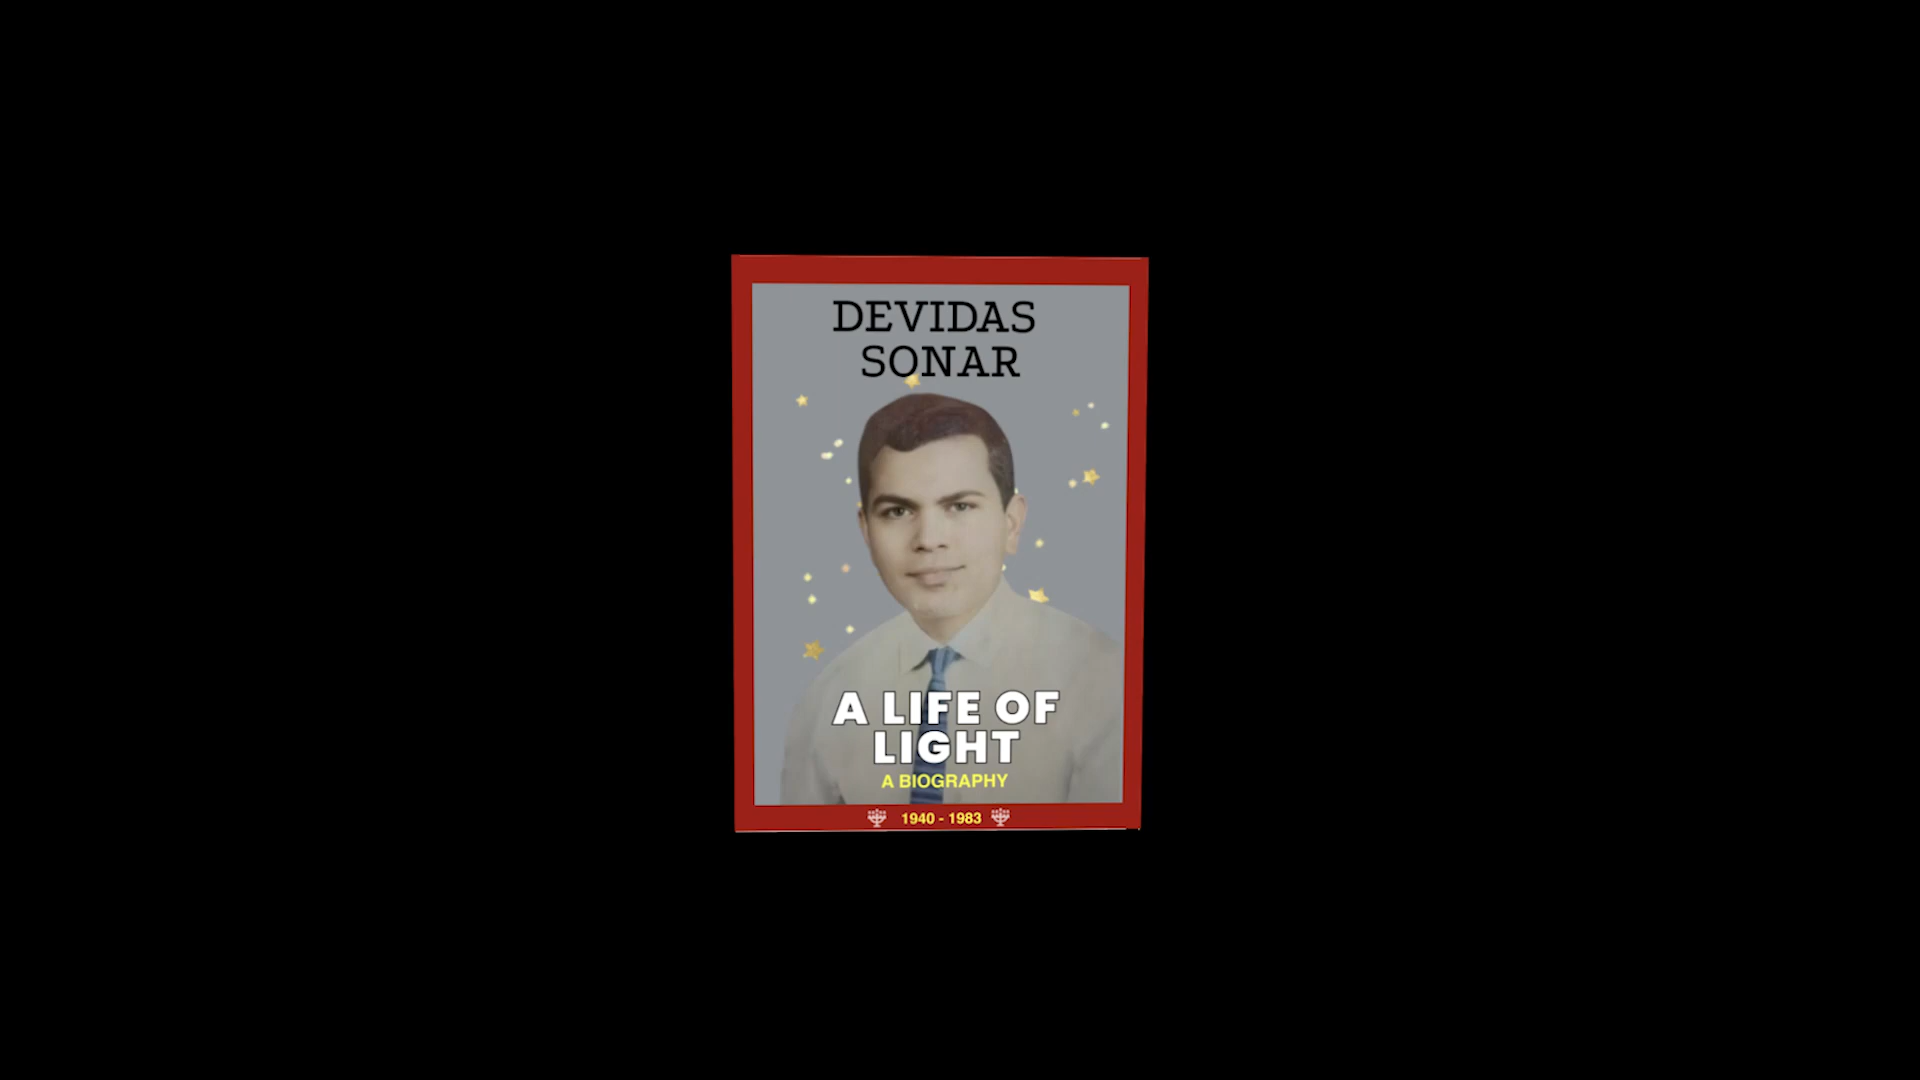 DEVIDAS
SONAR
A LIFE OF
LIGHT
A BIOGRAPHY
1940 - 1983